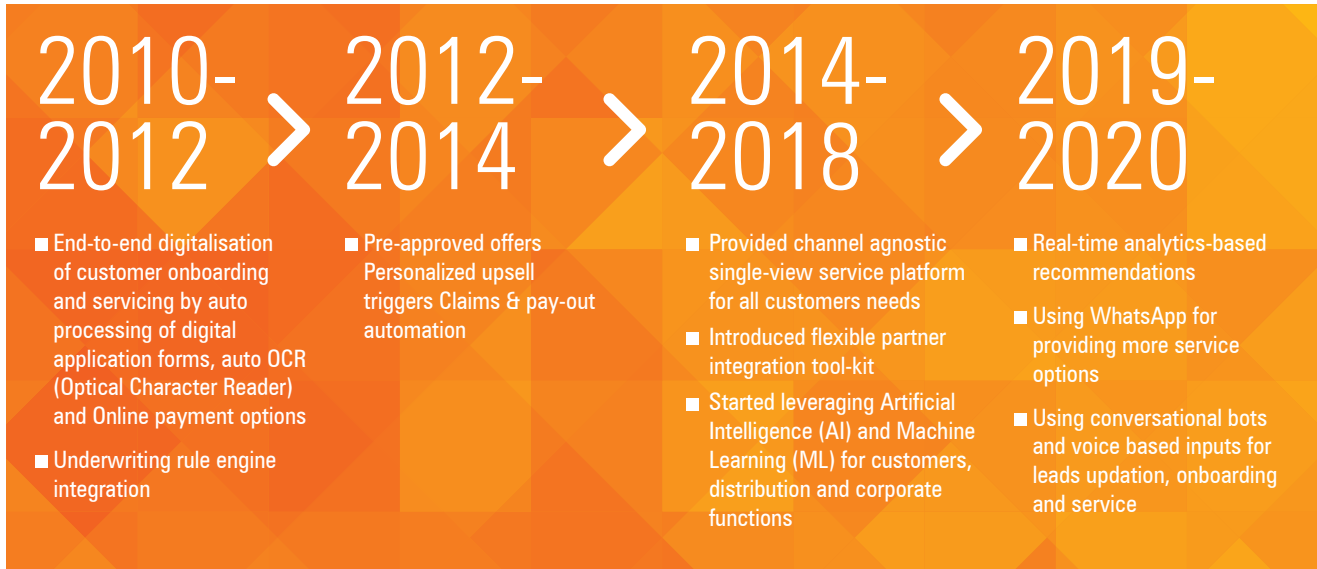 2010-
2012
End-to-end digitalisation
of customer onboarding
and servicing by auto
processing of digital
application forms, auto OCR
(Optical Character Reader)
and Online payment options
Underwriting rule engine
integration
2012-
2014
Pre-approved offers
Personalized upsell
triggers Claims & pay-out
automation
2014-
2018
Provided channel agnostic
single-view service platform
for all customers needs
Introduced flexible partner
integration tool-kit
Started leveraging Artificial
Intelligence (AI) and Machine
Learning (ML) for customers,
distribution and corporate
functions
2019-
2020
Real-time analytics-based
recommendations
Using WhatsApp for
providing more service
options
Using conversational bots
and voice based inputs for
leads updation, onboarding
and service